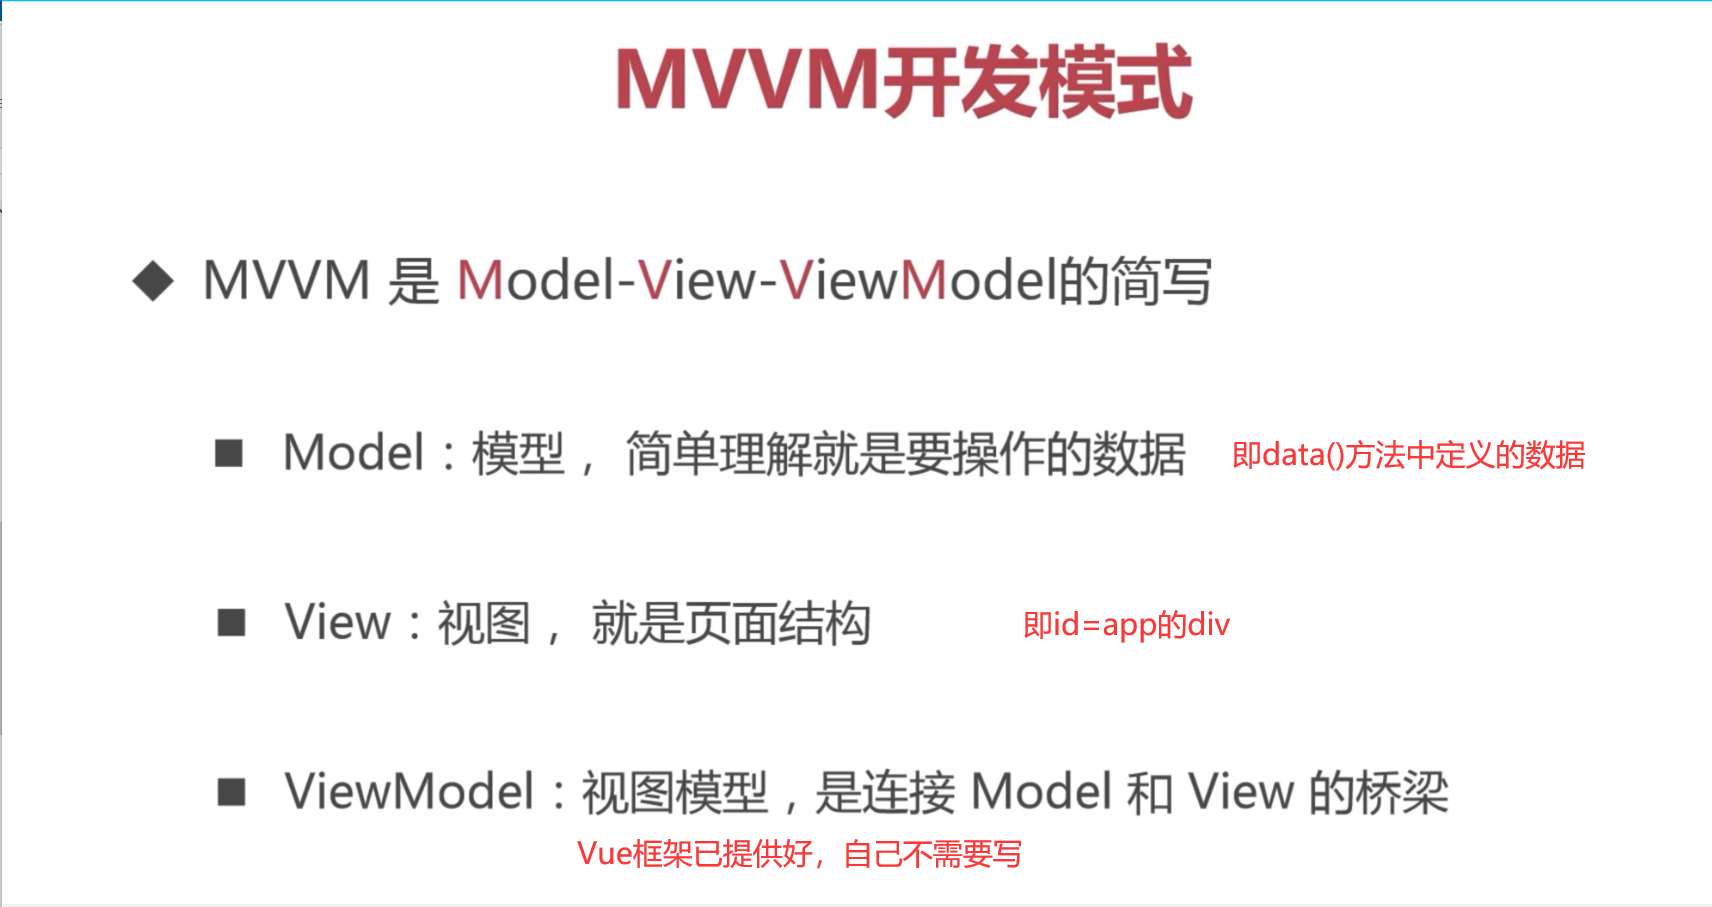 MVVM开发模式
MVVM 是 Model-View-ViewModel的简写
Model：模型， 简单理解就是要操作的数据 即data()方法中定义的数据
View：视图， 就是页面结构 即id=app的div
ViewModel：视图模型，是连接 Model 和 View 的桥梁
Vue框架已提供好，自己不需要写